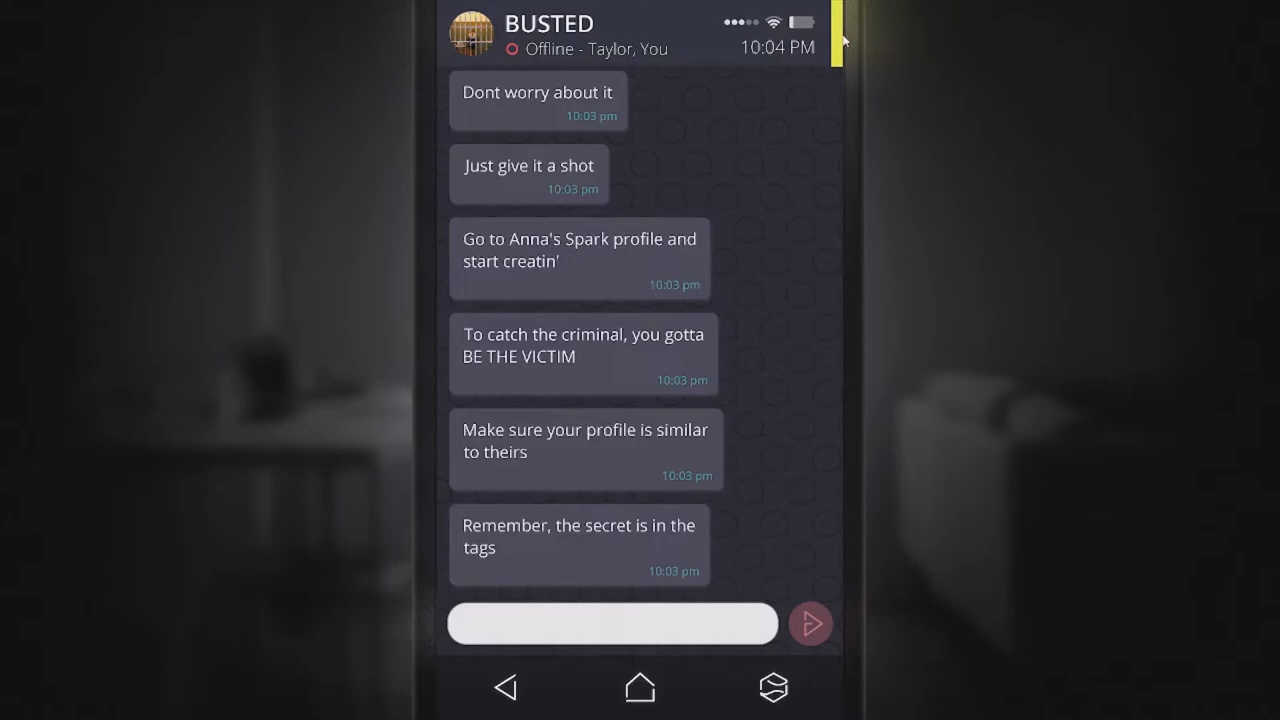 BUSTED
Offline - Taylor, You
10:04 PM
Dont worry about it
10:03 pm
Just give it a shot
10:03 pm
Go to Anna's Spark profile and
start creatin'
10:03 pm
To catch the criminal, you gotta
BE THE VICTIM
10:03 pm
Make sure your profile is similar
to theirs
10:03 pm
Remember, the secret is in the
tags
10:03 pm